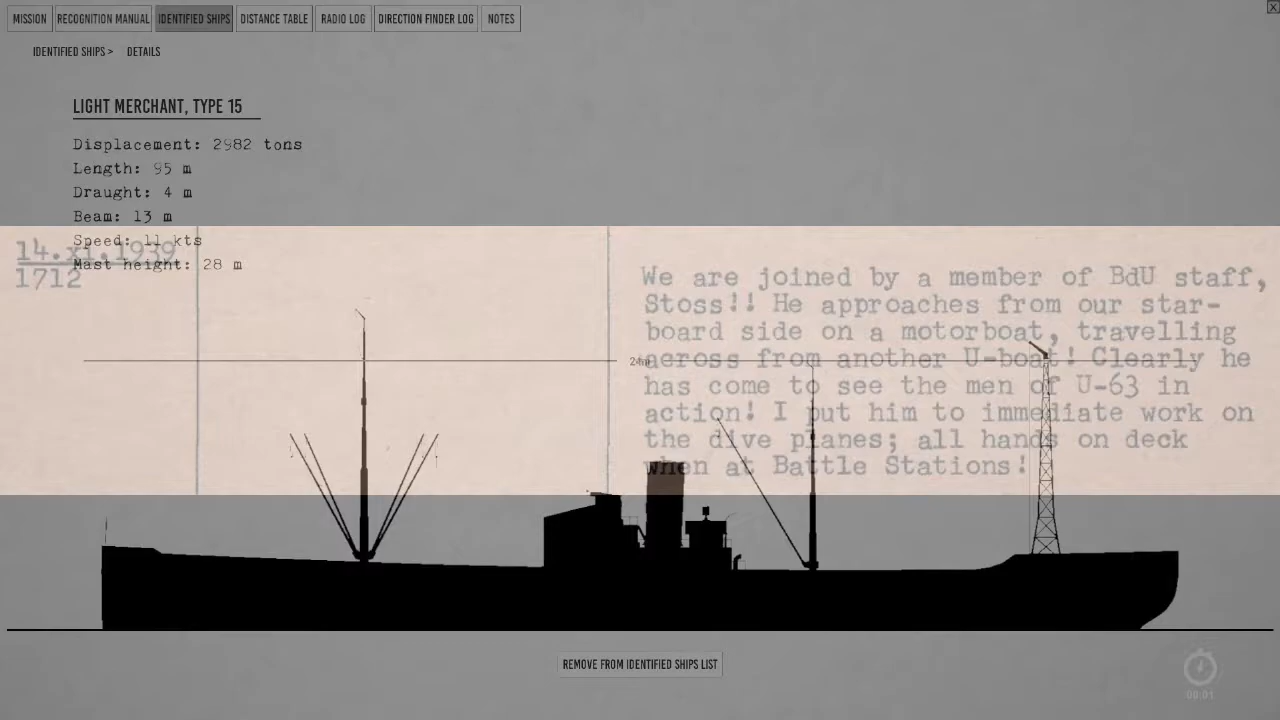 MISSION RECOGNITION MANUAL IDENTIFIED SHIPS DISTANCE TABLE RADIO LOG DIRECTION FINDER LOG NOTES X
IDENTIFIED SHIPS > DETAILS
LIGHT MERCHANT, TYPE 15
Displacement: 2982 tons
Length: 95 m
Draught: 4 m
Beam: 13 m
Speed: 11 kts
Mast height: 28 m
14.xi.1939
1712
We are joined by a member of BdU staff,
Stoss!! He approaches from our star-
board side on a motorboat, travelling
across from another U-boat! Clearly he
has come to see the men of U-63 in
action! I put him to immediate work on
the dive planes; all hands on deck
when at Battle Stations!
24m
REMOVE FROM IDENTIFIED SHIPS LIST
00:01